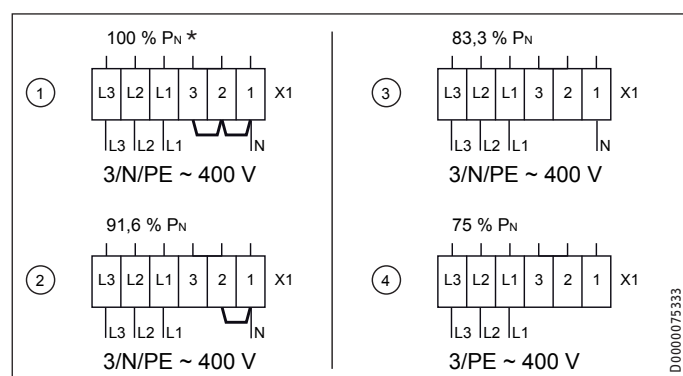 100 % PN *
1
L3 L2 L1 3 2 1 X1
L3 L2 L1 N
3/N/PE ~ 400 V
91,6 % PN
2
L3 L2 L1 3 2 1 X1
L3 L2 L1 N
3/N/PE ~ 400 V
83,3 % PN
3
L3 L2 L1 3 2 1 X1
L3 L2 L1 N
3/N/PE ~ 400 V
75 % PN
4
L3 L2 L1 3 2 1 X1
L3 L2 L1
3/PE ~ 400 V
D0000075333